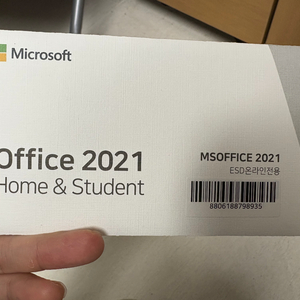 Microsoft
Office 2021
Home & Student
MSOFFICE 2021
ESD온라인전용
8806188798935